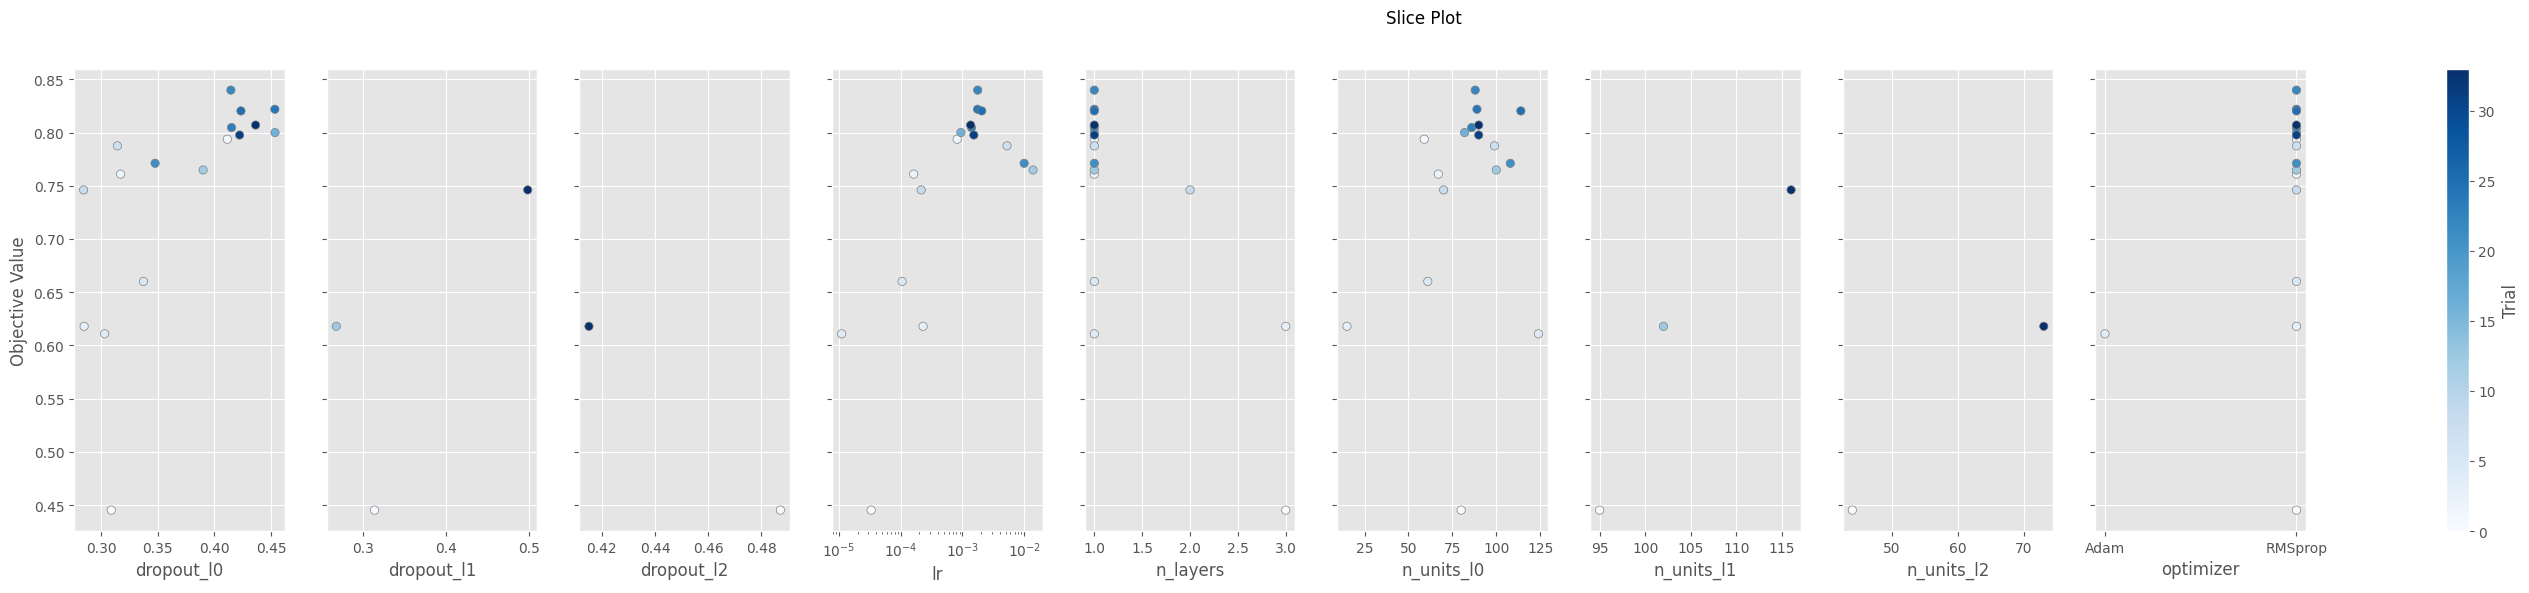 Slice Plot
Objective Value
0.85
0.80
0.75
0.70
0.65
0.60
0.55
0.50
0.45
0.30 0.35 0.40 0.45
dropout_l0
0.3 0.4 0.5
dropout_l1
0.42 0.44 0.46 0.48
dropout_l2
10⁻⁵ 10⁻⁴ 10⁻³ 10⁻²
lr
1.0 1.5 2.0 2.5 3.0
n_layers
25 50 75 100 125
n_units_l0
95 100 105 110 115
n_units_l1
50 60 70
n_units_l2
Adam RMSprop
optimizer
30
25
20
15
10
5
0
Trial